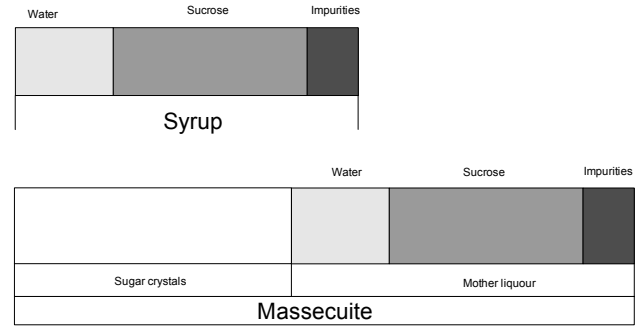 Water Sucrose Impurities
Syrup
Water Sucrose Impurities
Sugar crystals Mother liquour
Massecuite